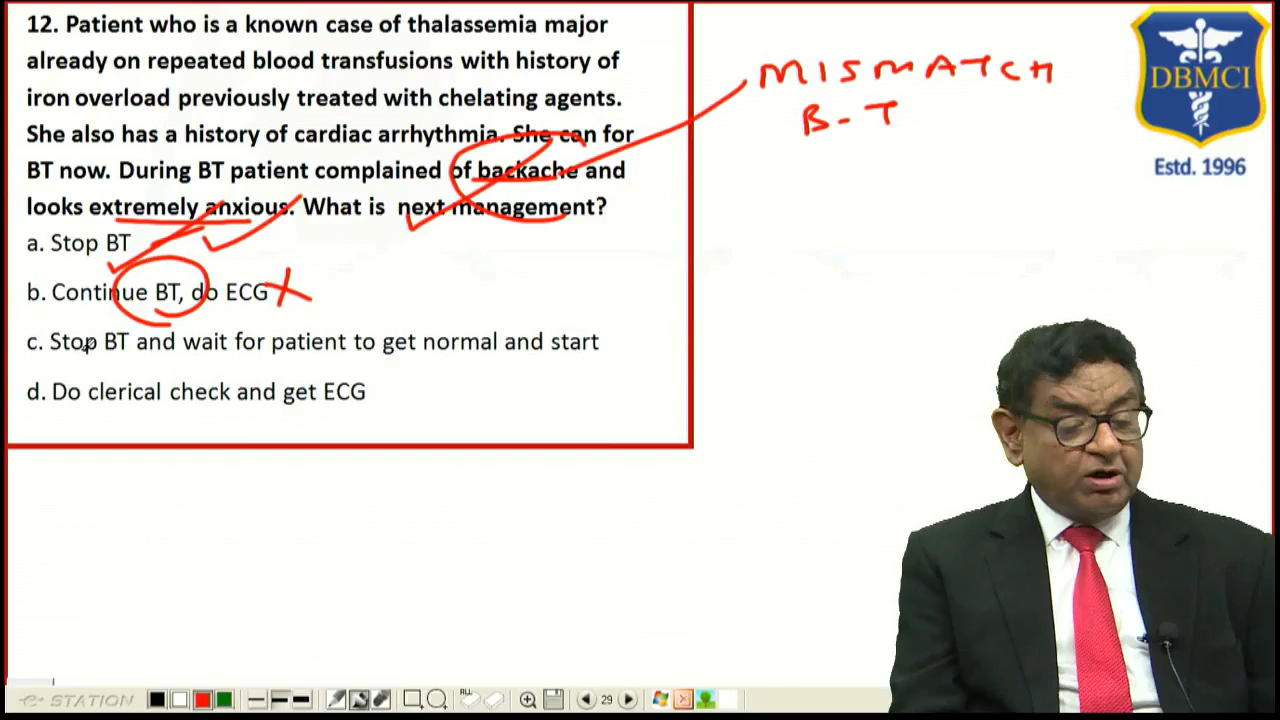 12. Patient who is a known case of thalassemia major
already on repeated blood transfusions with history of
iron overload previously treated with chelating agents.
She also has a history of cardiac arrhythmia. She can for
BT now. During BT patient complained of backache and
looks extremely anxious. What is next management?
a. Stop BT
b. Continue BT, do ECG
c. Stop BT and wait for patient to get normal and start
d. Do clerical check and get ECG
MISMATCH
B-T
DBMCI
Estd. 1996
e-STATION
ALL
29